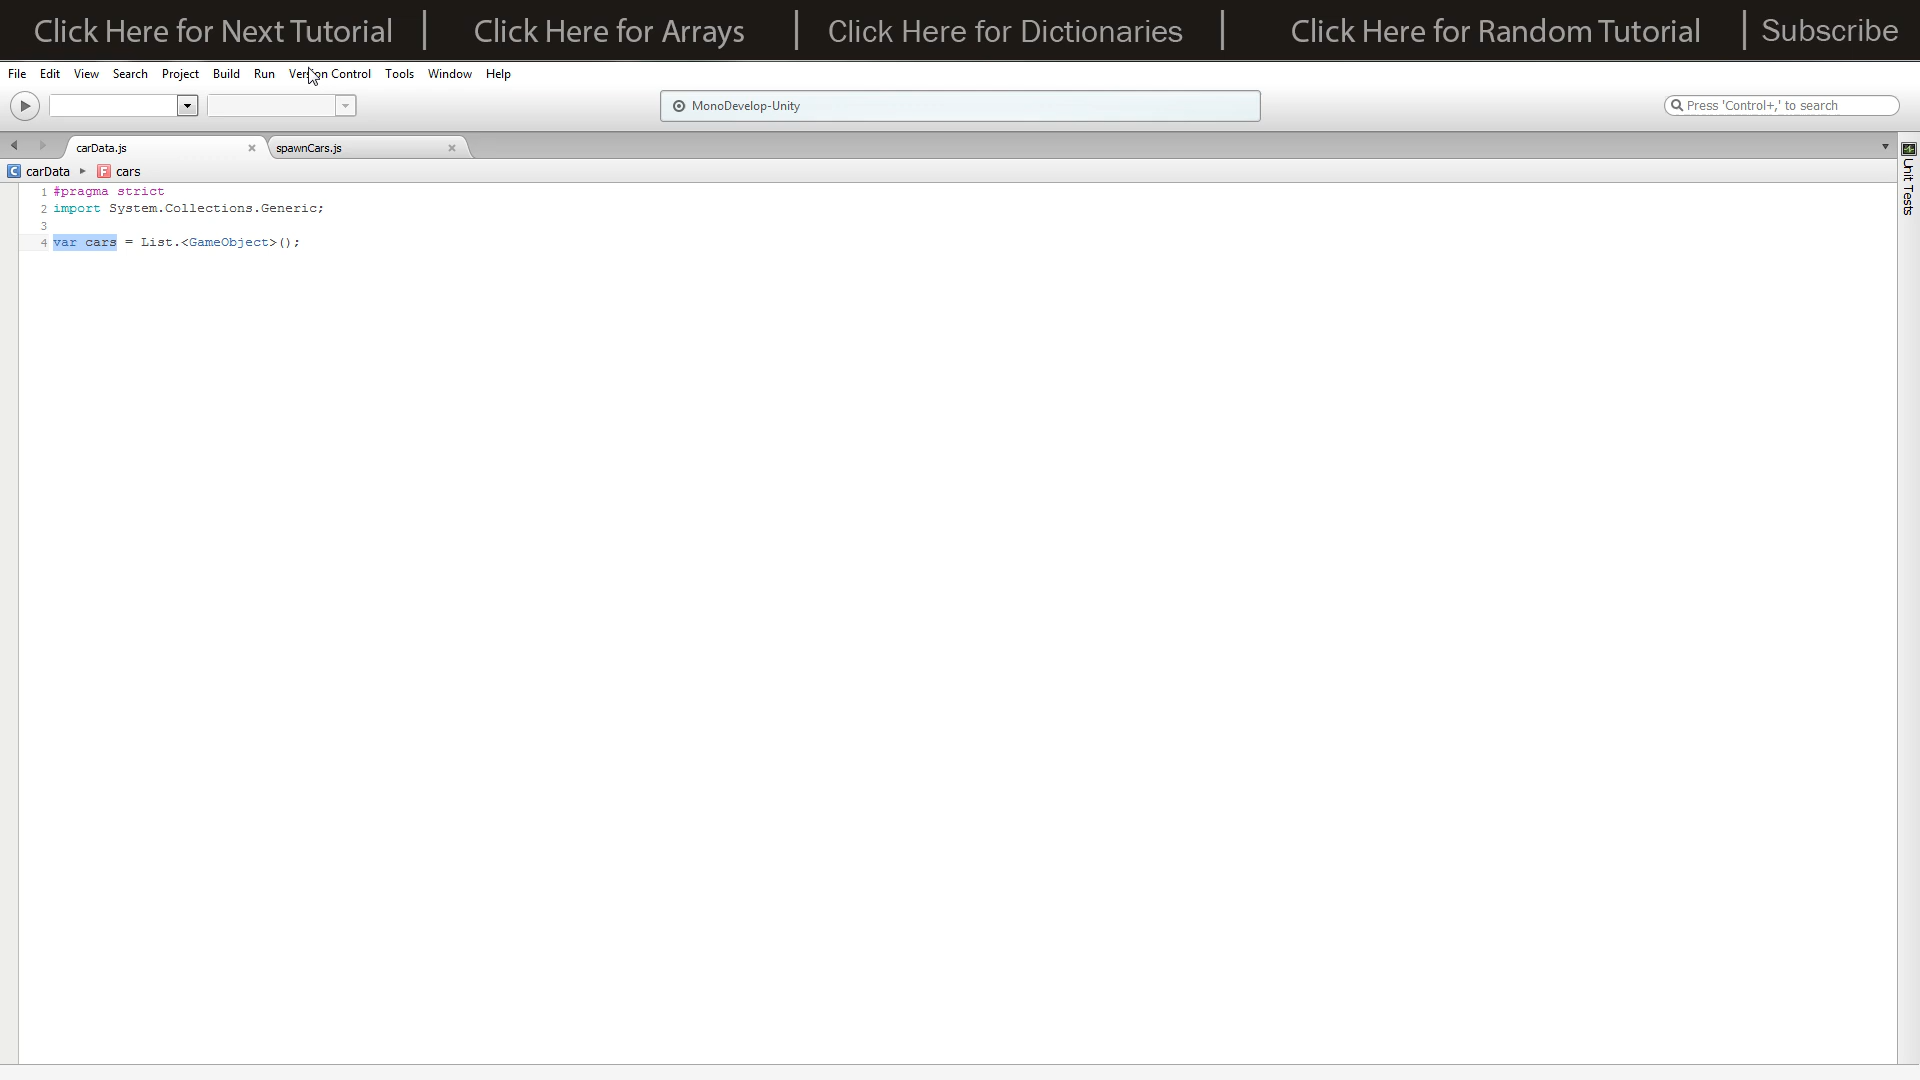 Click Here for Next Tutorial | Click Here for Arrays | Click Here for Dictionaries | Click Here for Random Tutorial | Subscribe
File Edit View Search Project Build Run Version Control Tools Window Help
MonoDevelop-Unity
Press 'Control+,' to search
carData.js spawnCars.js
carData cars
1 #pragma strict
2 import System.Collections.Generic;
3
4 var cars = List.<GameObject>();
Unit Tests